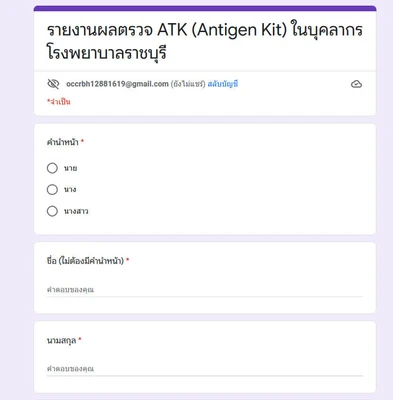 รายงานผลตรวจ ATK (Antigen Kit) ในบุคลากร
โรงพยาบาลราชบุรี
occrbh12881619@gmail.com (ยังไม่แชร์) สลับบัญชี
*จำเป็น
คำนำหน้า *
นาย
นาง
นางสาว
ชื่อ (ไม่ต้องมีคำนำหน้า) *
คำตอบของคุณ
นามสกุล *
คำตอบของคุณ